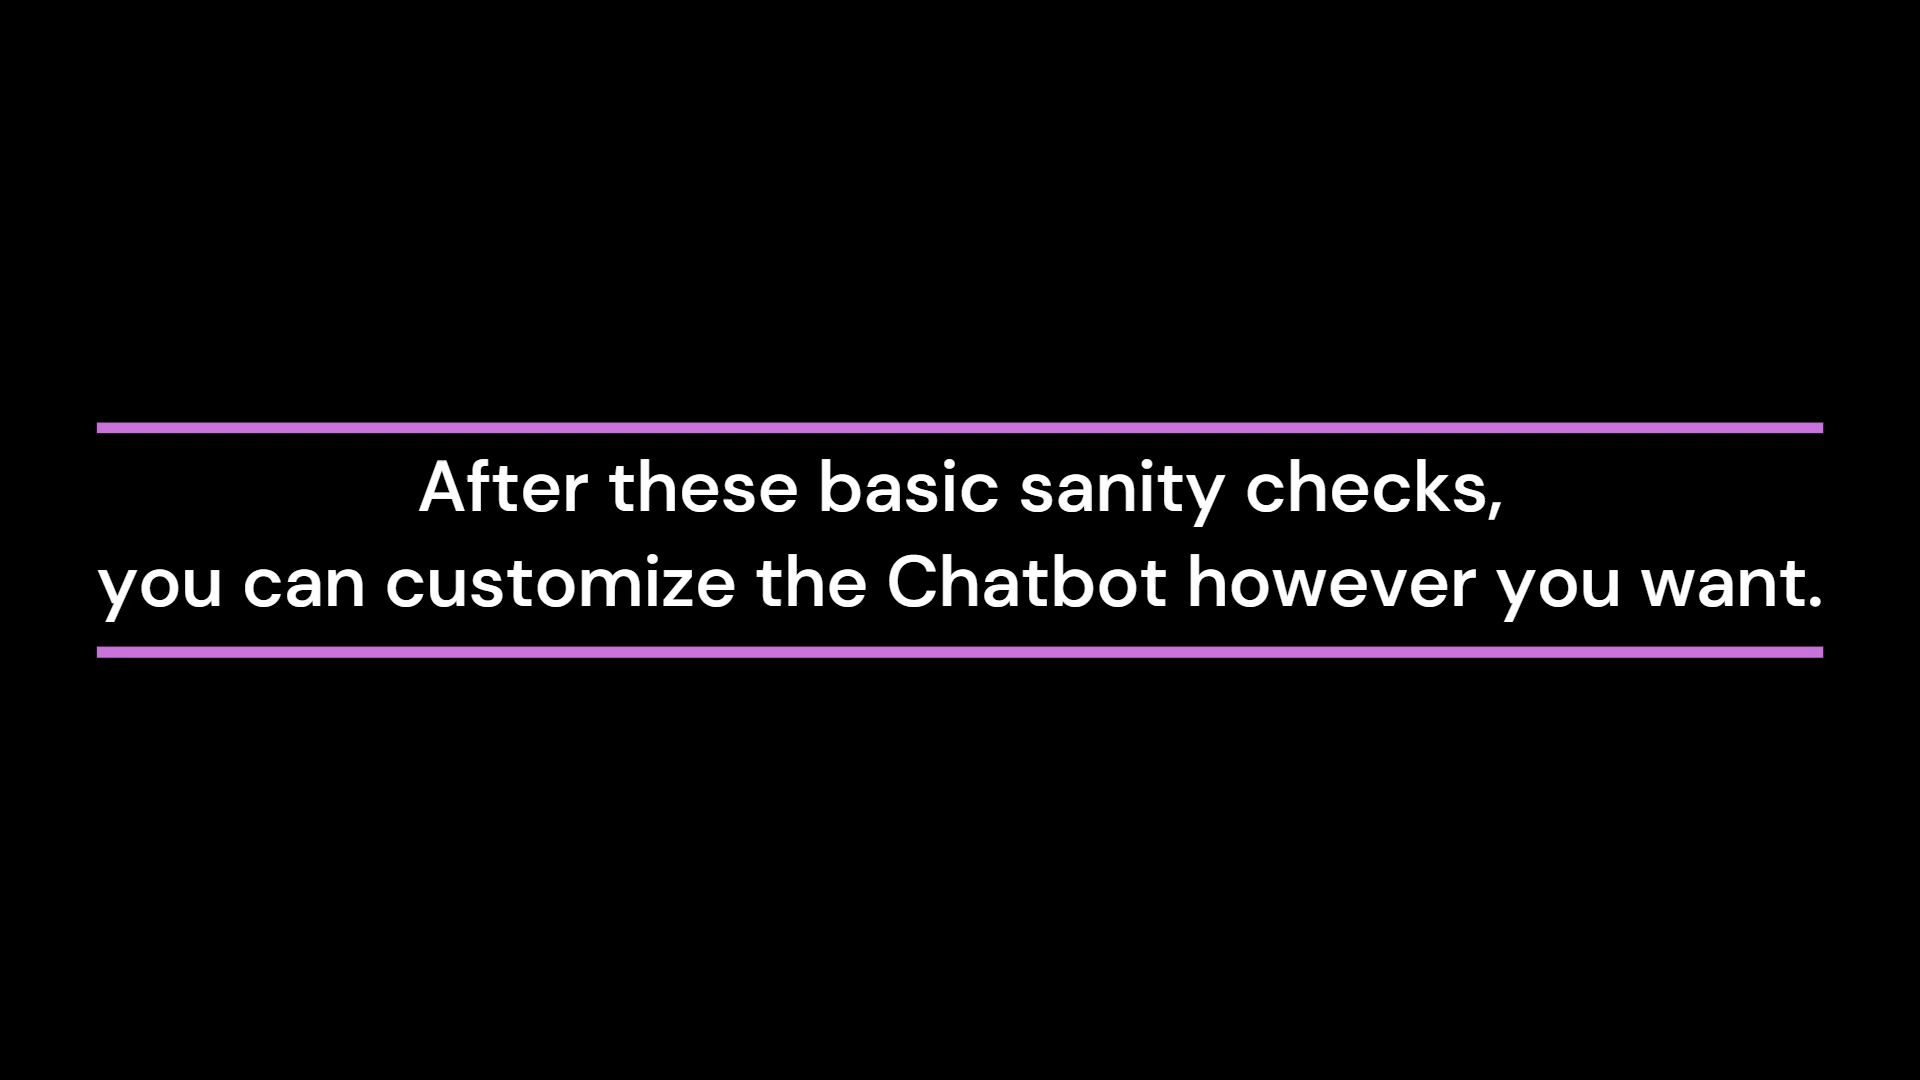 After these basic sanity checks,
you can customize the Chatbot however you want.